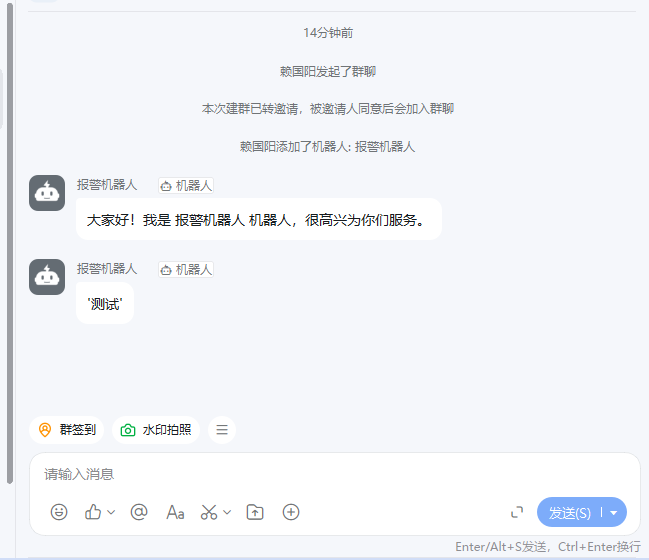 14分钟前
赖国阳发起了群聊
本次建群已转邀请，被邀请人同意后会加入群聊
赖国阳添加了机器人: 报警机器人
报警机器人 机器人
大家好！我是 报警机器人 机器人，很高兴为你们服务。
报警机器人 机器人
'测试'
群签到 水印拍照
请输入消息
Aa 发送(S)
Enter/Alt+S发送，Ctrl+Enter换行